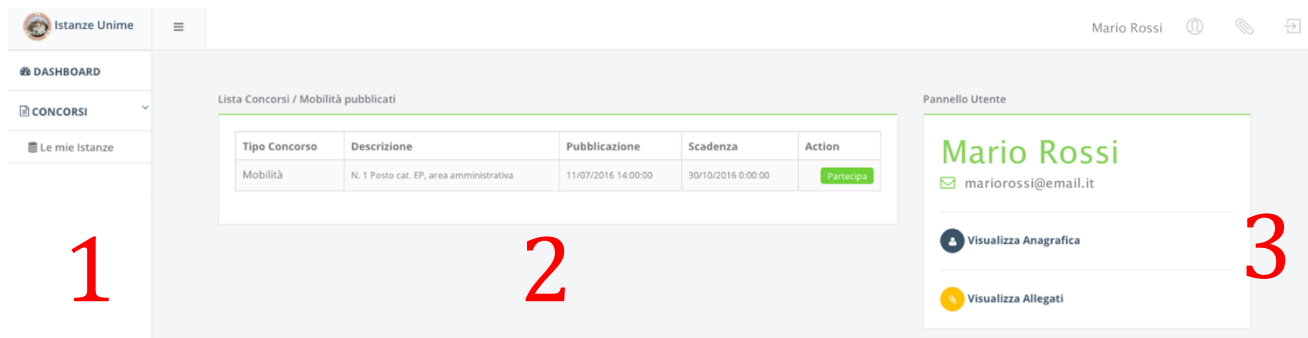 Istanze Unime
Mario Rossi
DASHBOARD
CONCORSI
Le mie Istanze
1
Lista Concorsi / Mobilità pubblicati
Tipo Concorso Descrizione Pubblicazione Scadenza Action
Mobilità N. 1 Posto cat. EP, area amministrativa 11/07/2016 14:00:00 30/10/2016 0:00:00 Partecipa
2
Pannello Utente
Mario Rossi
mariorossi@email.it
Visualizza Anagrafica
Visualizza Allegati
3